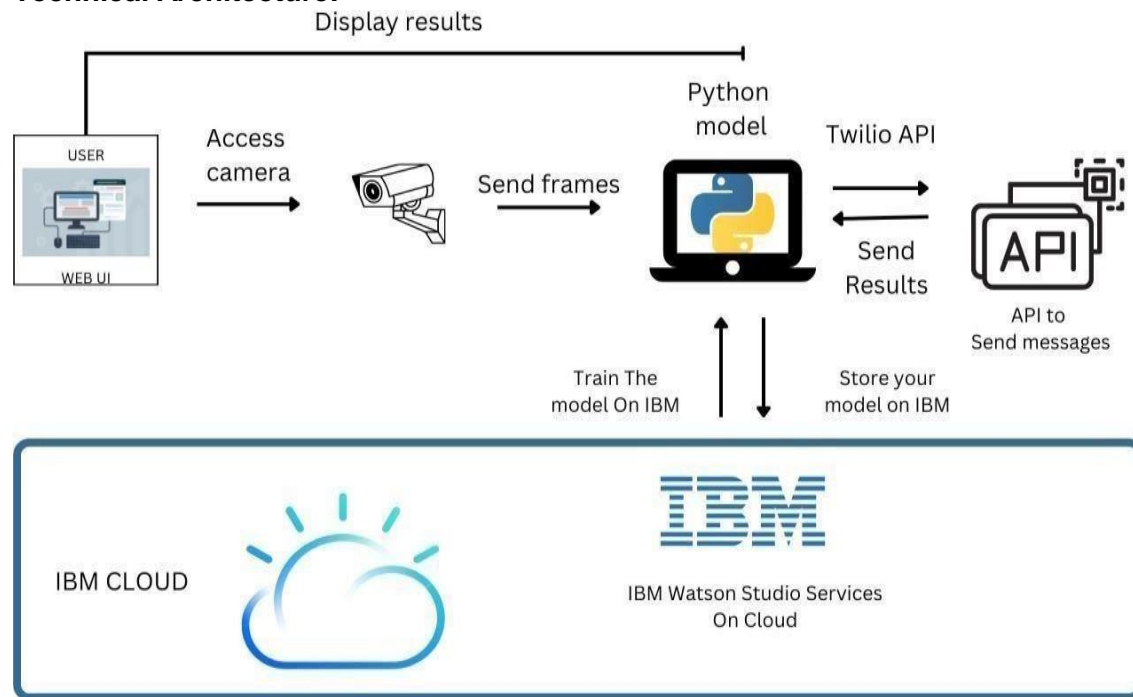 Technical Architecture:
Display results
Python
model
Twilio API
USER
Access
camera
Send frames
WEB UI
Send
Results
API
API to
Send messages
Train The
model On IBM
Store your
model on IBM
IBM
IBM CLOUD
IBM Watson Studio Services
On Cloud